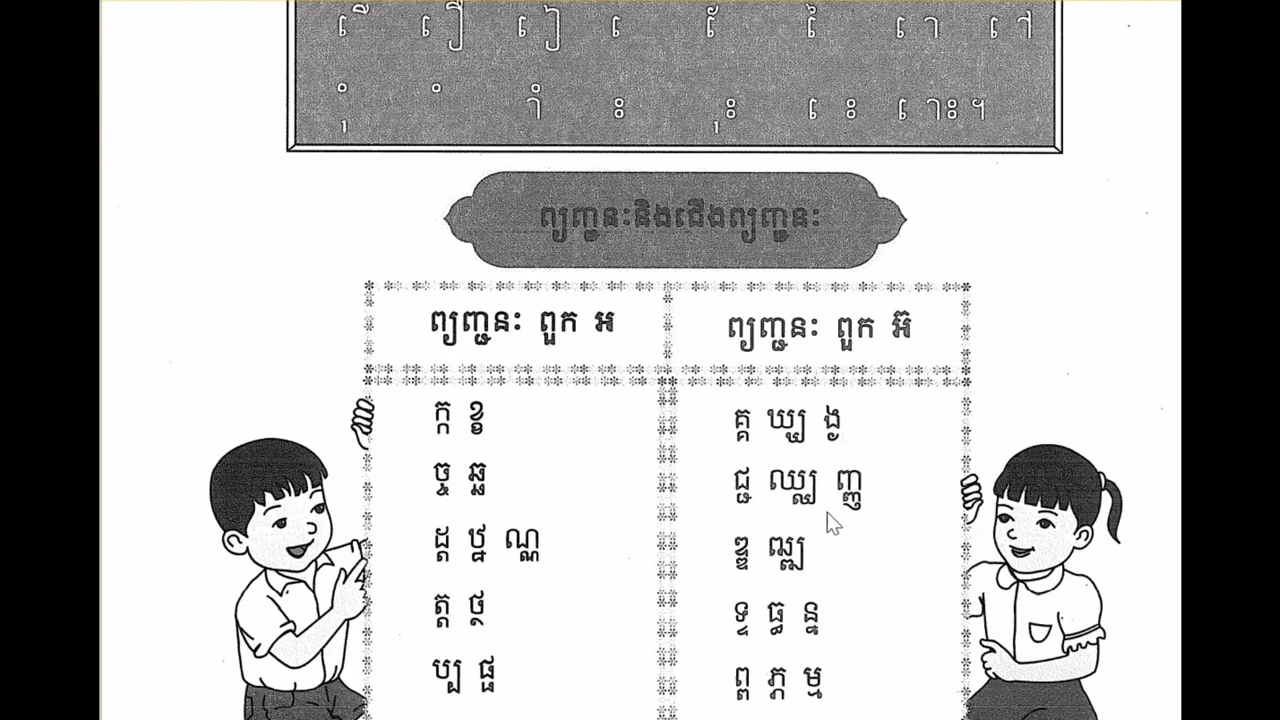 ើ ឿ ៀ េ ែ ៃ ោ ៅ
ុំ ំ ាំ ះ ុះ េះ ោះ។
ព្យញ្ជនៈនិងជើងព្យញ្ជនៈ
ព្យញ្ជនៈ ពួក អ
ព្យញ្ជនៈ ពួក អ៊
ក្ក ខ្ខ
គ្គ ឃ្ឃ ង្ង
ច្ច ឆ្ឆ
ជ្ជ ឈ្ឈ ញ្ញ
ដ្ដ ឋ្ឋ ណ្ណ
ឌ្ឌ ឍ្ឍ
ត្ត ថ្ថ
ទ្ទ ធ្ធ ន្ន
ប្ប ផ្ផ
ព្ព ភ្ភ ម្ម